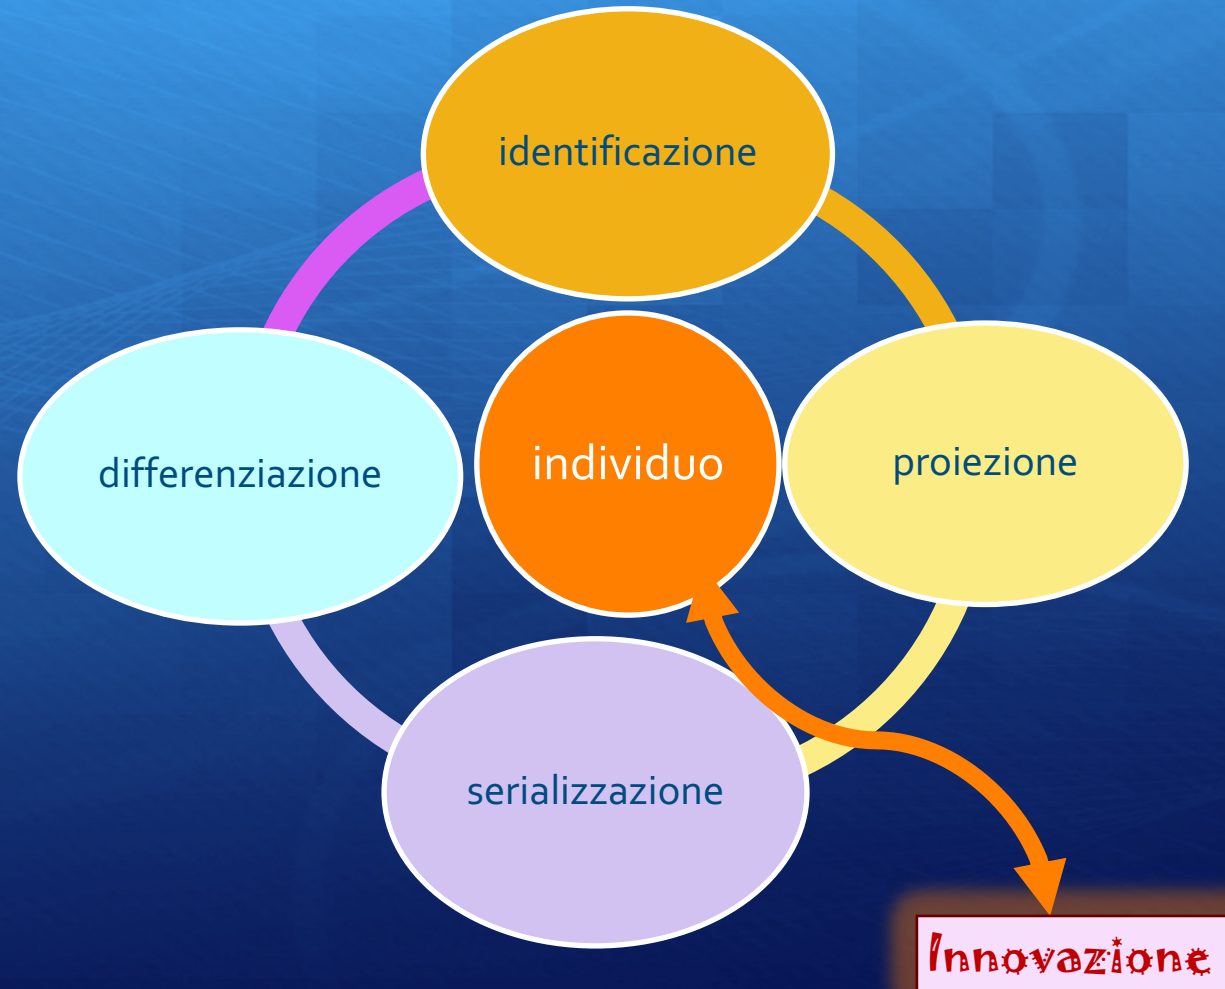 identificazione
differenziazione
individuo
proiezione
serializzazione
Innovazione